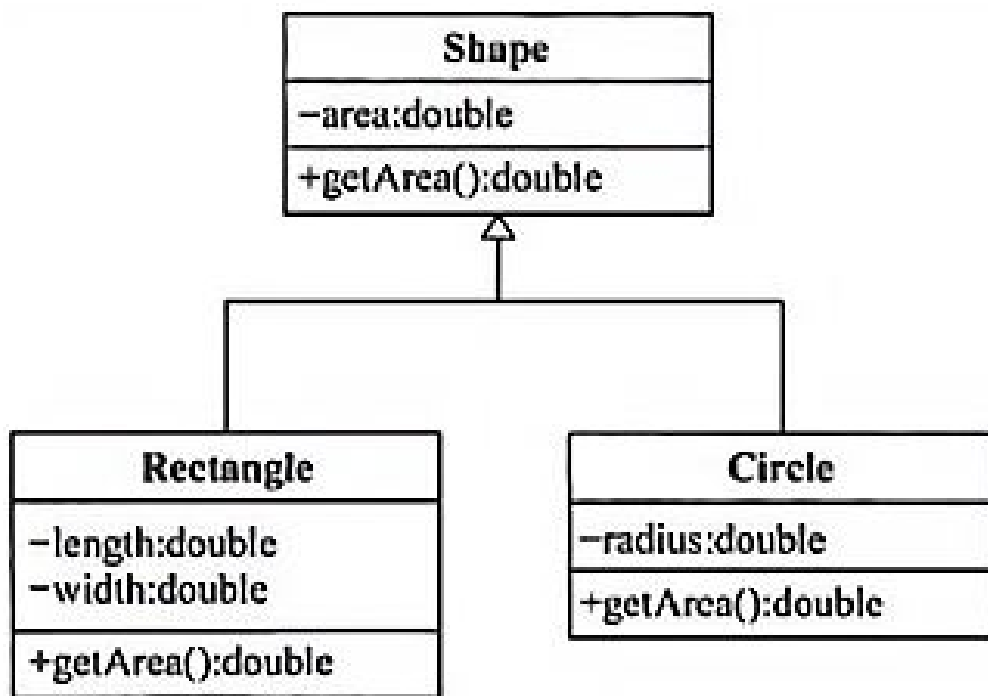 Shape
−area:double
+getArea():double
Rectangle
−length:double
−width:double
+getArea():double
Circle
−radius:double
+getArea():double